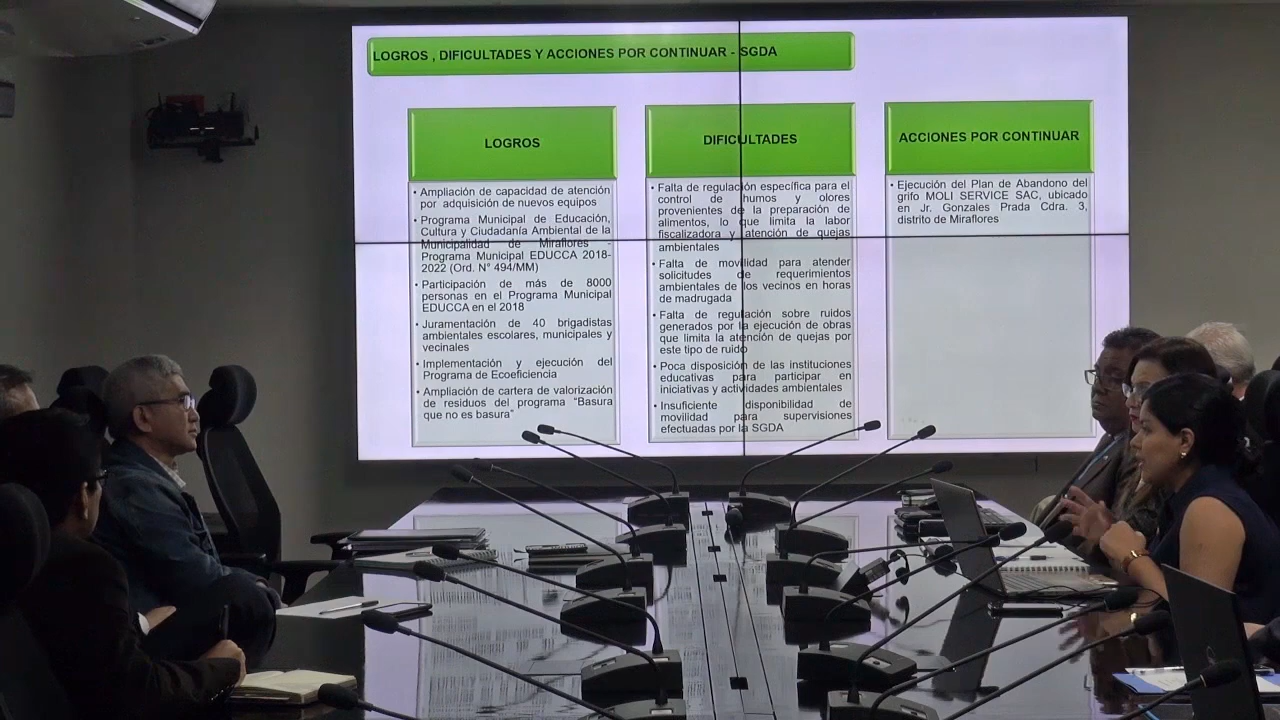 LOGROS , DIFICULTADES Y ACCIONES POR CONTINUAR - SGDA
LOGROS
• Ampliación de capacidad de atención
por adquisición de nuevos equipos
• Programa Municipal de Educación,
Cultura y Ciudadanía Ambiental de la
Municipalidad de Miraflores -
Programa Municipal EDUCCA 2018-
2022 (Ord. N° 494/MM)
• Participación de más de 8000
personas en el Programa Municipal
EDUCCA en el 2018
• Juramentación de 40 brigadistas
ambientales escolares, municipales y
vecinales
• Implementación y ejecución del
Programa de Ecoeficiencia
• Ampliación de cartera de valorización
de residuos del programa "Basura
que no es basura"
DIFICULTADES
• Falta de regulación específica para el
control de humos y olores
provenientes de la preparación de
alimentos, lo que limita la labor
fiscalizadora y atención de quejas
ambientales
• Falta de movilidad para atender
solicitudes de requerimientos
ambientales de los vecinos en horas
de madrugada
• Falta de regulación sobre ruidos
generados por la ejecución de obras
que limita la atención de quejas por
este tipo de ruido
• Poca disposición de las instituciones
educativas para participar en
iniciativas y actividades ambientales
• Insuficiente disponibilidad de
movilidad para supervisiones
efectuadas por la SGDA
ACCIONES POR CONTINUAR
• Ejecución del Plan de Abandono del
grifo MOLI SERVICE SAC, ubicado
en Jr. Gonzales Prada Cdra. 3,
distrito de Miraflores